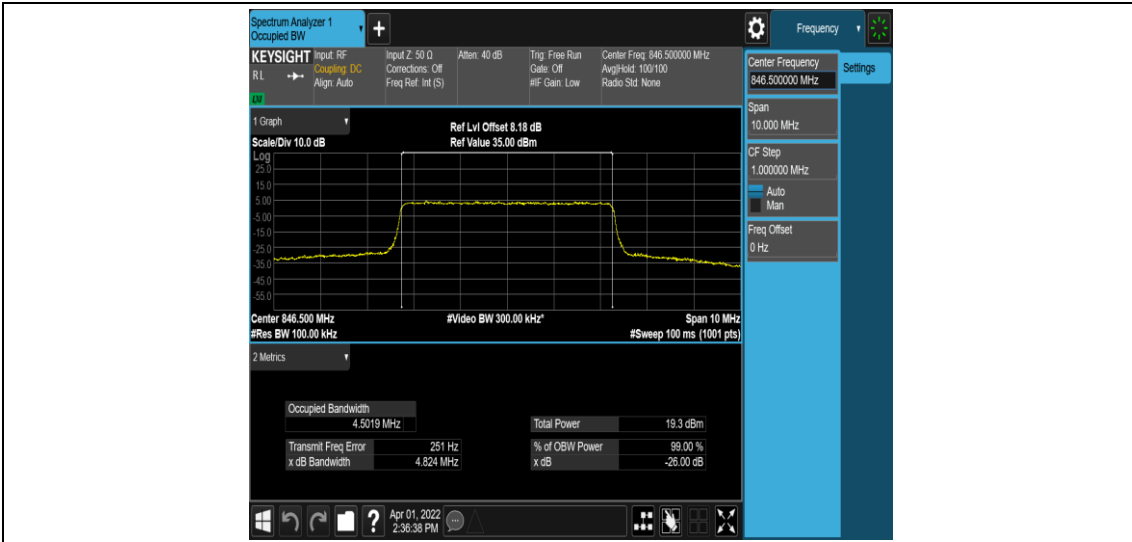 Spectrum Analyzer 1
Occupied BW
+
Frequency
KEYSIGHT
RL
LXI
Input: RF
Coupling: DC
Align: Auto
Input Z: 50 Ω
Corrections: Off
Freq Ref: Int (S)
Atten: 40 dB
Trig: Free Run
Gate: Off
#IF Gain: Low
Center Freq: 846.500000 MHz
Avg|Hold: 100/100
Radio Std: None
Center Frequency
846.500000 MHz
Settings
Span
10.000 MHz
CF Step
1.000000 MHz
Auto
Man
Freq Offset
0 Hz
1 Graph
Ref Lvl Offset 8.18 dB
Scale/Div 10.0 dB
Ref Value 35.00 dBm
Log
25.0
15.0
5.00
-5.00
-15.0
-25.0
-35.0
-45.0
-55.0
Center 846.500 MHz
#Video BW 300.00 kHz*
Span 10 MHz
#Res BW 100.00 kHz
#Sweep 100 ms (1001 pts)
2 Metrics
Occupied Bandwidth
4.5019 MHz
Total Power 19.3 dBm
Transmit Freq Error 251 Hz
% of OBW Power 99.00 %
x dB Bandwidth 4.824 MHz
x dB -26.00 dB
?
Apr 01, 2022
2:36:38 PM